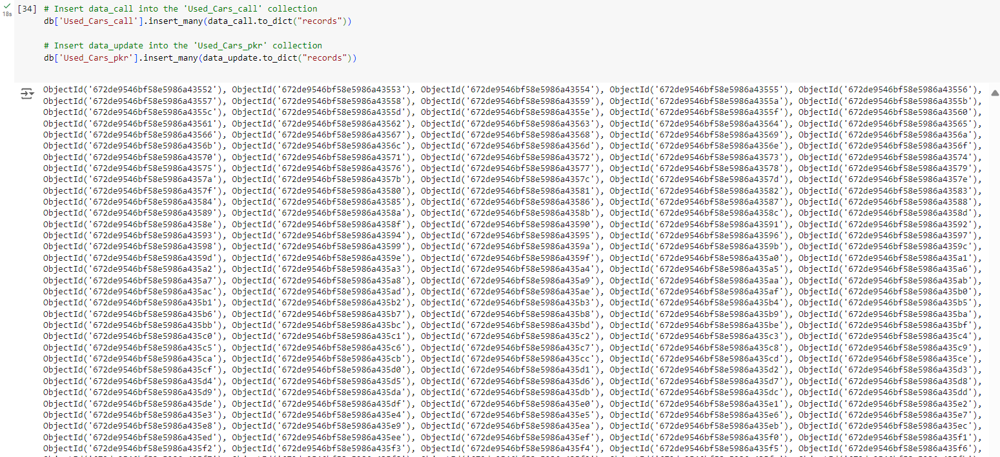 [34] # Insert data_call into the 'Used_Cars_call' collection
18s
db['Used_Cars_call'].insert_many(data_call.to_dict("records"))
# Insert data_update into the 'Used_Cars_pkr' collection
db['Used_Cars_pkr'].insert_many(data_update.to_dict("records"))
ObjectId('672de9546bf58e5986a43552'), ObjectId('672de9546bf58e5986a43553'), ObjectId('672de9546bf58e5986a43554'), ObjectId('672de9546bf58e5986a43555'), ObjectId('672de9546bf58e5986a43556'),
ObjectId('672de9546bf58e5986a43557'), ObjectId('672de9546bf58e5986a43558'), ObjectId('672de9546bf58e5986a43559'), ObjectId('672de9546bf58e5986a4355a'), ObjectId('672de9546bf58e5986a4355b'),
ObjectId('672de9546bf58e5986a4355c'), ObjectId('672de9546bf58e5986a4355d'), ObjectId('672de9546bf58e5986a4355e'), ObjectId('672de9546bf58e5986a4355f'), ObjectId('672de9546bf58e5986a43560'),
ObjectId('672de9546bf58e5986a43561'), ObjectId('672de9546bf58e5986a43562'), ObjectId('672de9546bf58e5986a43563'), ObjectId('672de9546bf58e5986a43564'), ObjectId('672de9546bf58e5986a43565'),
ObjectId('672de9546bf58e5986a43566'), ObjectId('672de9546bf58e5986a43567'), ObjectId('672de9546bf58e5986a43568'), ObjectId('672de9546bf58e5986a43569'), ObjectId('672de9546bf58e5986a4356a'),
ObjectId('672de9546bf58e5986a4356b'), ObjectId('672de9546bf58e5986a4356c'), ObjectId('672de9546bf58e5986a4356d'), ObjectId('672de9546bf58e5986a4356e'), ObjectId('672de9546bf58e5986a4356f'),
ObjectId('672de9546bf58e5986a43570'), ObjectId('672de9546bf58e5986a43571'), ObjectId('672de9546bf58e5986a43572'), ObjectId('672de9546bf58e5986a43573'), ObjectId('672de9546bf58e5986a43574'),
ObjectId('672de9546bf58e5986a43575'), ObjectId('672de9546bf58e5986a43576'), ObjectId('672de9546bf58e5986a43577'), ObjectId('672de9546bf58e5986a43578'), ObjectId('672de9546bf58e5986a43579'),
ObjectId('672de9546bf58e5986a4357a'), ObjectId('672de9546bf58e5986a4357b'), ObjectId('672de9546bf58e5986a4357c'), ObjectId('672de9546bf58e5986a4357d'), ObjectId('672de9546bf58e5986a4357e'),
ObjectId('672de9546bf58e5986a4357f'), ObjectId('672de9546bf58e5986a43580'), ObjectId('672de9546bf58e5986a43581'), ObjectId('672de9546bf58e5986a43582'), ObjectId('672de9546bf58e5986a43583'),
ObjectId('672de9546bf58e5986a43584'), ObjectId('672de9546bf58e5986a43585'), ObjectId('672de9546bf58e5986a43586'), ObjectId('672de9546bf58e5986a43587'), ObjectId('672de9546bf58e5986a43588'),
ObjectId('672de9546bf58e5986a43589'), ObjectId('672de9546bf58e5986a4358a'), ObjectId('672de9546bf58e5986a4358b'), ObjectId('672de9546bf58e5986a4358c'), ObjectId('672de9546bf58e5986a4358d'),
ObjectId('672de9546bf58e5986a4358e'), ObjectId('672de9546bf58e5986a4358f'), ObjectId('672de9546bf58e5986a43590'), ObjectId('672de9546bf58e5986a43591'), ObjectId('672de9546bf58e5986a43592'),
ObjectId('672de9546bf58e5986a43593'), ObjectId('672de9546bf58e5986a43594'), ObjectId('672de9546bf58e5986a43595'), ObjectId('672de9546bf58e5986a43596'), ObjectId('672de9546bf58e5986a43597'),
ObjectId('672de9546bf58e5986a43598'), ObjectId('672de9546bf58e5986a43599'), ObjectId('672de9546bf58e5986a4359a'), ObjectId('672de9546bf58e5986a4359b'), ObjectId('672de9546bf58e5986a4359c'),
ObjectId('672de9546bf58e5986a4359d'), ObjectId('672de9546bf58e5986a4359e'), ObjectId('672de9546bf58e5986a4359f'), ObjectId('672de9546bf58e5986a435a0'), ObjectId('672de9546bf58e5986a435a1'),
ObjectId('672de9546bf58e5986a435a2'), ObjectId('672de9546bf58e5986a435a3'), ObjectId('672de9546bf58e5986a435a4'), ObjectId('672de9546bf58e5986a435a5'), ObjectId('672de9546bf58e5986a435a6'),
ObjectId('672de9546bf58e5986a435a7'), ObjectId('672de9546bf58e5986a435a8'), ObjectId('672de9546bf58e5986a435a9'), ObjectId('672de9546bf58e5986a435aa'), ObjectId('672de9546bf58e5986a435ab'),
ObjectId('672de9546bf58e5986a435ac'), ObjectId('672de9546bf58e5986a435ad'), ObjectId('672de9546bf58e5986a435ae'), ObjectId('672de9546bf58e5986a435af'), ObjectId('672de9546bf58e5986a435b0'),
ObjectId('672de9546bf58e5986a435b1'), ObjectId('672de9546bf58e5986a435b2'), ObjectId('672de9546bf58e5986a435b3'), ObjectId('672de9546bf58e5986a435b4'), ObjectId('672de9546bf58e5986a435b5'),
ObjectId('672de9546bf58e5986a435b6'), ObjectId('672de9546bf58e5986a435b7'), ObjectId('672de9546bf58e5986a435b8'), ObjectId('672de9546bf58e5986a435b9'), ObjectId('672de9546bf58e5986a435ba'),
ObjectId('672de9546bf58e5986a435bb'), ObjectId('672de9546bf58e5986a435bc'), ObjectId('672de9546bf58e5986a435bd'), ObjectId('672de9546bf58e5986a435be'), ObjectId('672de9546bf58e5986a435bf'),
ObjectId('672de9546bf58e5986a435c0'), ObjectId('672de9546bf58e5986a435c1'), ObjectId('672de9546bf58e5986a435c2'), ObjectId('672de9546bf58e5986a435c3'), ObjectId('672de9546bf58e5986a435c4'),
ObjectId('672de9546bf58e5986a435c5'), ObjectId('672de9546bf58e5986a435c6'), ObjectId('672de9546bf58e5986a435c7'), ObjectId('672de9546bf58e5986a435c8'), ObjectId('672de9546bf58e5986a435c9'),
ObjectId('672de9546bf58e5986a435ca'), ObjectId('672de9546bf58e5986a435cb'), ObjectId('672de9546bf58e5986a435cc'), ObjectId('672de9546bf58e5986a435cd'), ObjectId('672de9546bf58e5986a435ce'),
ObjectId('672de9546bf58e5986a435cf'), ObjectId('672de9546bf58e5986a435d0'), ObjectId('672de9546bf58e5986a435d1'), ObjectId('672de9546bf58e5986a435d2'), ObjectId('672de9546bf58e5986a435d3'),
ObjectId('672de9546bf58e5986a435d4'), ObjectId('672de9546bf58e5986a435d5'), ObjectId('672de9546bf58e5986a435d6'), ObjectId('672de9546bf58e5986a435d7'), ObjectId('672de9546bf58e5986a435d8'),
ObjectId('672de9546bf58e5986a435d9'), ObjectId('672de9546bf58e5986a435da'), ObjectId('672de9546bf58e5986a435db'), ObjectId('672de9546bf58e5986a435dc'), ObjectId('672de9546bf58e5986a435dd'),
ObjectId('672de9546bf58e5986a435de'), ObjectId('672de9546bf58e5986a435df'), ObjectId('672de9546bf58e5986a435e0'), ObjectId('672de9546bf58e5986a435e1'), ObjectId('672de9546bf58e5986a435e2'),
ObjectId('672de9546bf58e5986a435e3'), ObjectId('672de9546bf58e5986a435e4'), ObjectId('672de9546bf58e5986a435e5'), ObjectId('672de9546bf58e5986a435e6'), ObjectId('672de9546bf58e5986a435e7'),
ObjectId('672de9546bf58e5986a435e8'), ObjectId('672de9546bf58e5986a435e9'), ObjectId('672de9546bf58e5986a435ea'), ObjectId('672de9546bf58e5986a435eb'), ObjectId('672de9546bf58e5986a435ec'),
ObjectId('672de9546bf58e5986a435ed'), ObjectId('672de9546bf58e5986a435ee'), ObjectId('672de9546bf58e5986a435ef'), ObjectId('672de9546bf58e5986a435f0'), ObjectId('672de9546bf58e5986a435f1'),
ObjectId('672de9546bf58e5986a435f2'), ObjectId('672de9546bf58e5986a435f3'), ObjectId('672de9546bf58e5986a435f4'), ObjectId('672de9546bf58e5986a435f5'), ObjectId('672de9546bf58e5986a435f6'),